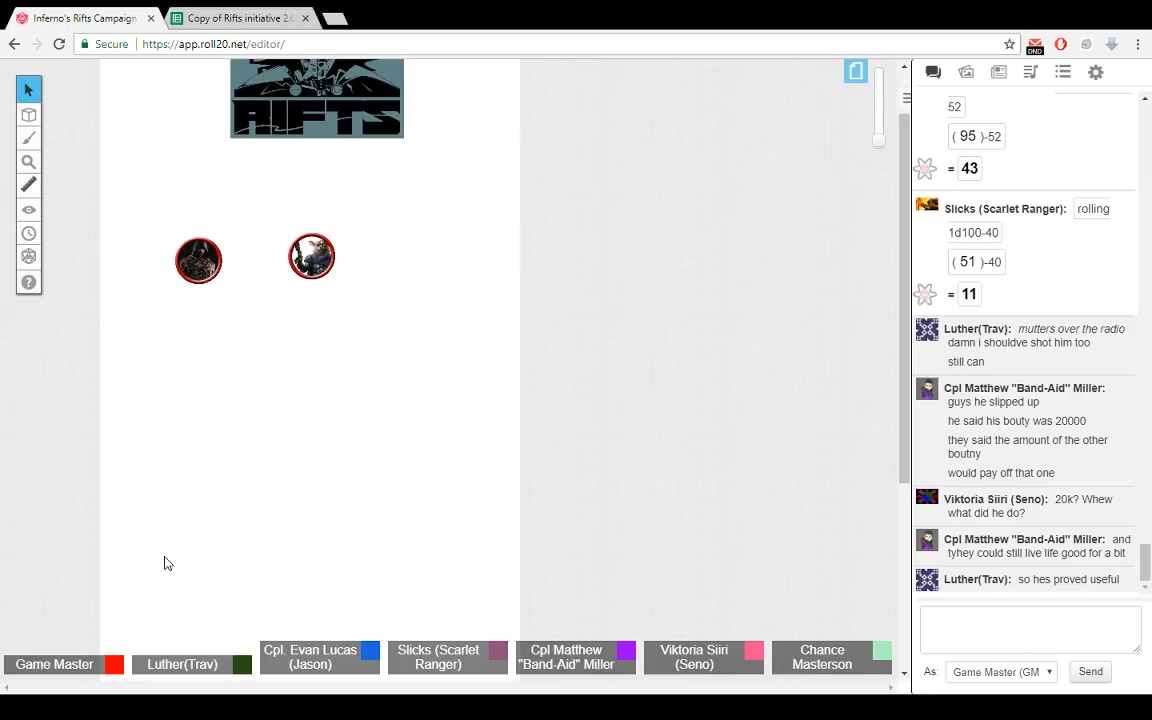 Inferno's Rifts Campaign
Copy of Rifts initiative 2.0
Secure
https://app.roll20.net/editor/
DND
RIFTS
52
( 95 )-52
= 43
Slicks (Scarlet Ranger): rolling
1d100-40
( 51 )-40
= 11
Luther(Trav): mutters over the radio
damn i shouldve shot him too
still can
Cpl Matthew "Band-Aid" Miller:
guys he slipped up
he said his bouty was 20000
they said the amount of the other
boutny
would pay off that one
Viktoria Siiri (Seno): 20k? Whew
what did he do?
Cpl Matthew "Band-Aid" Miller: and
tyhey could still live life good for a bit
Luther(Trav): so hes proved useful
As: Game Master (GM
Send
Game Master
Luther(Trav)
Cpl. Evan Lucas
(Jason)
Slicks (Scarlet
Ranger)
Cpl Matthew
"Band-Aid" Miller
Viktoria Siiri
(Seno)
Chance
Masterson